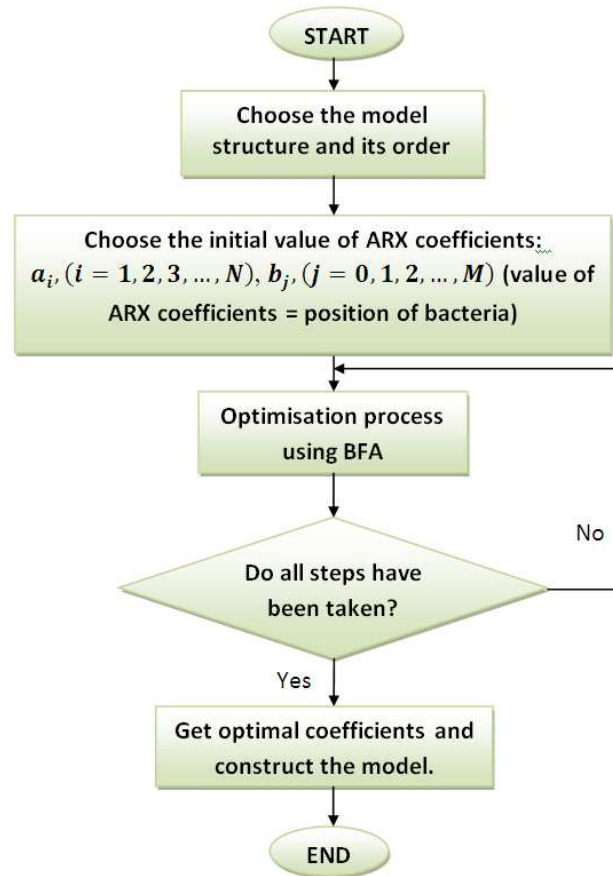 START
Choose the model
structure and its order
Choose the initial value of ARX coefficients:
a_i, (i = 1, 2, 3, ..., N), b_j, (j = 0, 1, 2, ..., M) (value of
ARX coefficients = position of bacteria)
Optimisation process
using BFA
No
Do all steps have
been taken?
Yes
Get optimal coefficients and
construct the model.
END